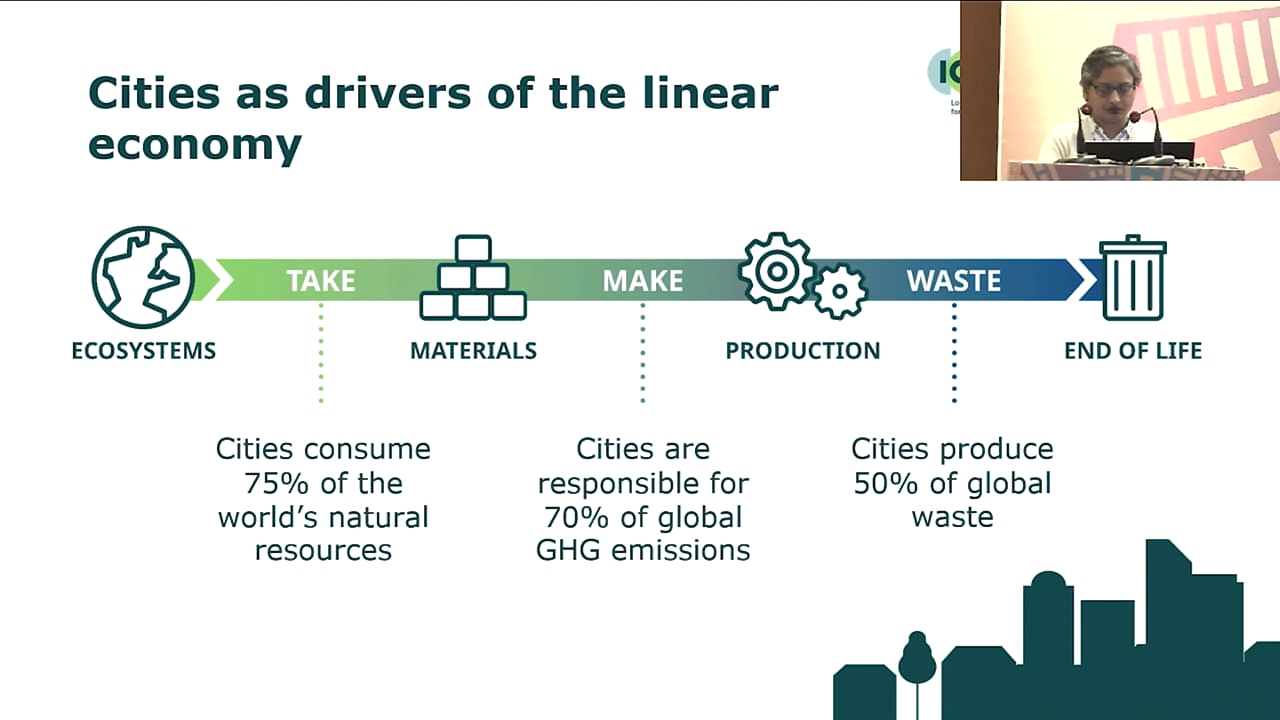 Cities as drivers of the linear
economy
TAKE
MAKE
WASTE
ECOSYSTEMS
MATERIALS
PRODUCTION
END OF LIFE
Cities consume
75% of the
world’s natural
resources
Cities are
responsible for
70% of global
GHG emissions
Cities produce
50% of global
waste